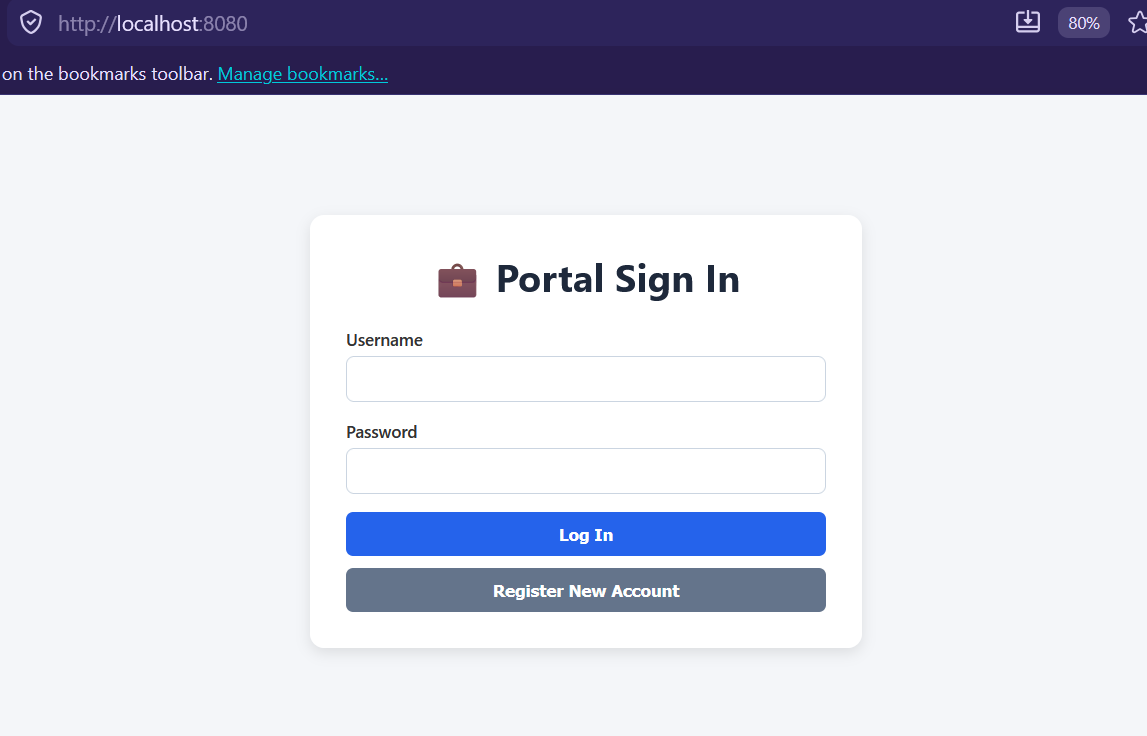 http://localhost:8080 80%
on the bookmarks toolbar. Manage bookmarks...
Portal Sign In
Username
Password
Log In
Register New Account